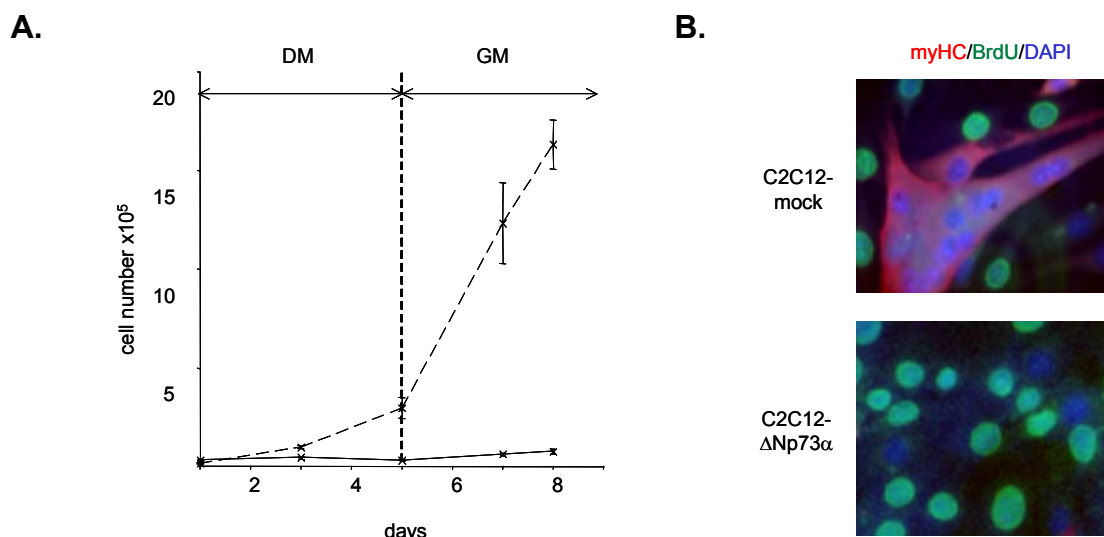 A.
DM
GM
20
15
10
5
cell number x10⁵
2
4
6
8
days
B.
myHC/BrdU/DAPI
C2C12-
mock
C2C12-
ΔNp73α